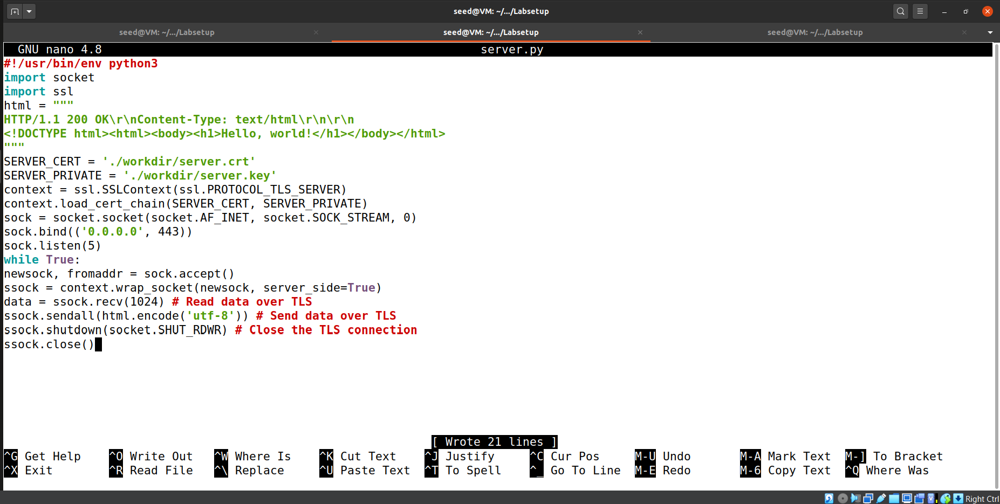 seed@VM: ~/.../Labsetup
seed@VM: ~/.../Labsetup
seed@VM: ~/.../Labsetup
seed@VM: ~/.../Labsetup
GNU nano 4.8 server.py
#!/usr/bin/env python3
import socket
import ssl
html = """
HTTP/1.1 200 OK\r\nContent-Type: text/html\r\n\r\n
<!DOCTYPE html><html><body><h1>Hello, world!</h1></body></html>
"""
SERVER_CERT = './workdir/server.crt'
SERVER_PRIVATE = './workdir/server.key'
context = ssl.SSLContext(ssl.PROTOCOL_TLS_SERVER)
context.load_cert_chain(SERVER_CERT, SERVER_PRIVATE)
sock = socket.socket(socket.AF_INET, socket.SOCK_STREAM, 0)
sock.bind(('0.0.0.0', 443))
sock.listen(5)
while True:
newsock, fromaddr = sock.accept()
ssock = context.wrap_socket(newsock, server_side=True)
data = ssock.recv(1024) # Read data over TLS
ssock.sendall(html.encode('utf-8')) # Send data over TLS
ssock.shutdown(socket.SHUT_RDWR) # Close the TLS connection
ssock.close()
[ Wrote 21 lines ]
^G Get Help ^O Write Out ^W Where Is ^K Cut Text ^J Justify ^C Cur Pos M-U Undo M-A Mark Text M-] To Bracket
^X Exit ^R Read File ^\ Replace ^U Paste Text ^T To Spell ^_ Go To Line M-E Redo M-6 Copy Text ^Q Where Was
Right Ctrl